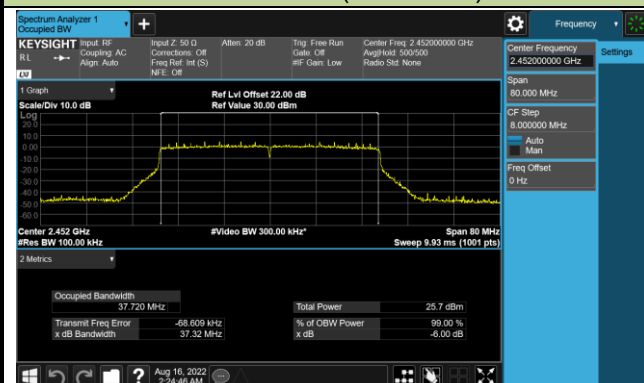 Spectrum Analyzer 1
Occupied BW
+
Frequency
KEYSIGHT
RL
LXI
Input: RF
Coupling: AC
Align: Auto
Input Z: 50 Ω
Corrections: Off
Freq Ref: Int (S)
NFE: Off
Atten: 20 dB
Trig: Free Run
Gate: Off
#IF Gain: Low
Center Freq: 2.452000000 GHz
Avg|Hold: 500/500
Radio Std: None
Center Frequency
2.452000000 GHz
Settings
Span
80.000 MHz
CF Step
8.000000 MHz
Auto
Man
Freq Offset
0 Hz
1 Graph
Scale/Div 10.0 dB
Ref Lvl Offset 22.00 dB
Ref Value 30.00 dBm
Log
20.0
10.0
0.00
-10.0
-20.0
-30.0
-40.0
-50.0
-60.0
Center 2.452 GHz
#Video BW 300.00 kHz*
Span 80 MHz
#Res BW 100.00 kHz
Sweep 9.93 ms (1001 pts)
2 Metrics
Occupied Bandwidth
37.720 MHz
Total Power 25.7 dBm
Transmit Freq Error -68.609 kHz
% of OBW Power 99.00 %
x dB Bandwidth 37.32 MHz
x dB -6.00 dB
?
Aug 16, 2022
2:24:46 AM